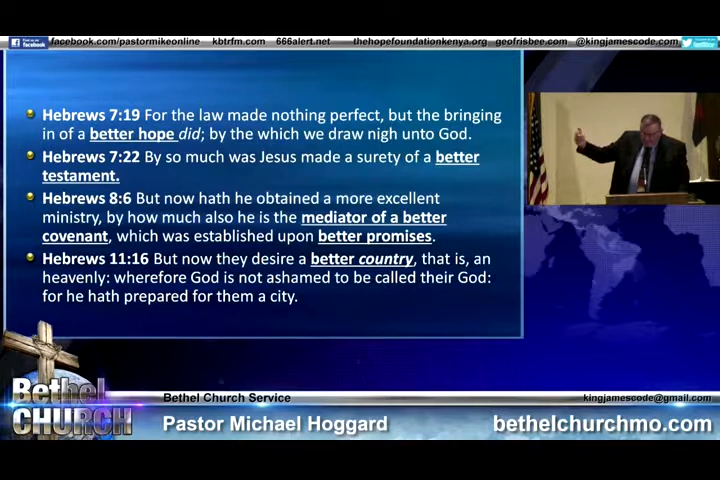 facebook.com/pastormikeonline kbtrfm.com 666alert.net thehopefoundationkenya.org geofrisbee.com @kingjamescode.com
facebook
twitter
Hebrews 7:19 For the law made nothing perfect, but the bringing
in of a better hope did; by the which we draw nigh unto God.
Hebrews 7:22 By so much was Jesus made a surety of a better
testament.
Hebrews 8:6 But now hath he obtained a more excellent
ministry, by how much also he is the mediator of a better
covenant, which was established upon better promises.
Hebrews 11:16 But now they desire a better country, that is, an
heavenly: wherefore God is not ashamed to be called their God:
for he hath prepared for them a city.
Bethel
CHURCH
Bethel Church Service
kingjamescode@gmail.com
Pastor Michael Hoggard
bethelchurchmo.com